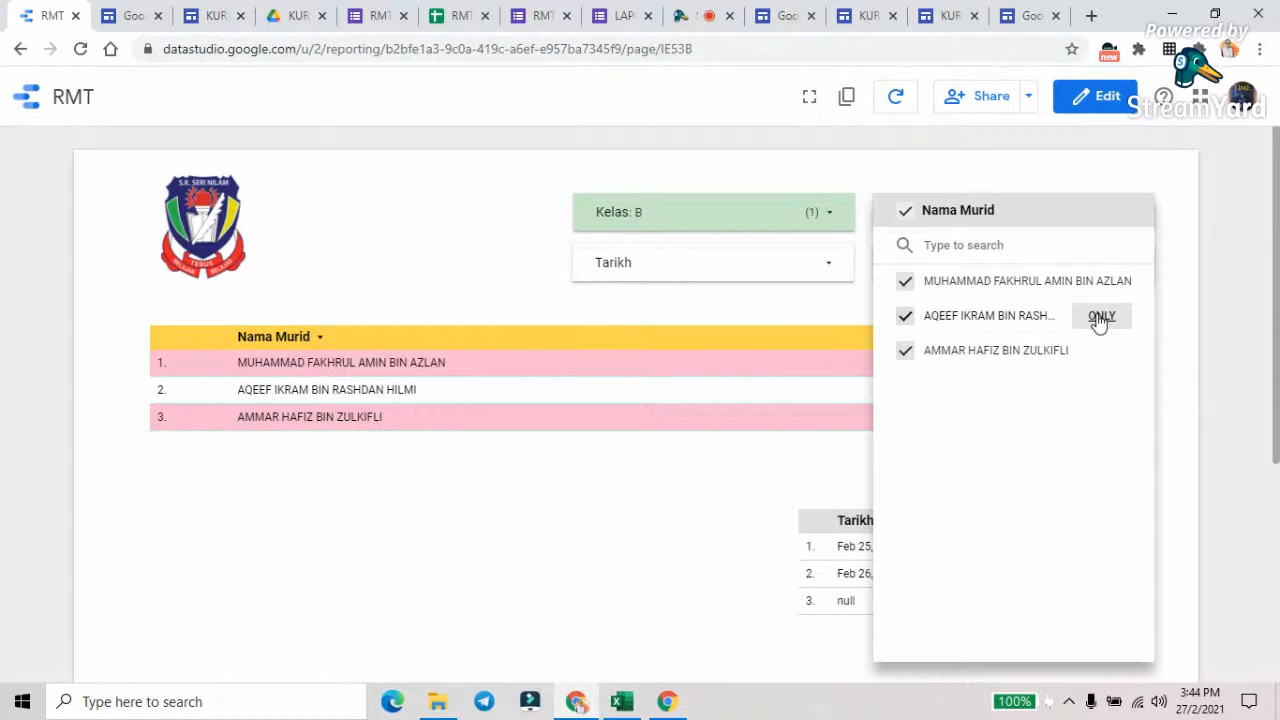 RMT
Goo
KUR
KUR
RMT
RMT
LAP
S
Goo
KUR
KUR
Goo
datastudio.google.com/u/2/reporting/b2bfe1a3-9c0a-419c-a6ef-e957ba7345f9/page/IE53B
new
Powered by
StreamYard
RMT
Share
Edit
S.K. SERI NILAM
TERUS
Kelas: B (1)
Tarikh
Nama Murid
Type to search
MUHAMMAD FAKHRUL AMIN BIN AZLAN
AQEEF IKRAM BIN RASH... ONLY
AMMAR HAFIZ BIN ZULKIFLI
Nama Murid
1. MUHAMMAD FAKHRUL AMIN BIN AZLAN
2. AQEEF IKRAM BIN RASHDAN HILMI
3. AMMAR HAFIZ BIN ZULKIFLI
Tarikh
1. Feb 25,
2. Feb 26,
3. null
Type here to search
100%
3:44 PM
27/2/2021